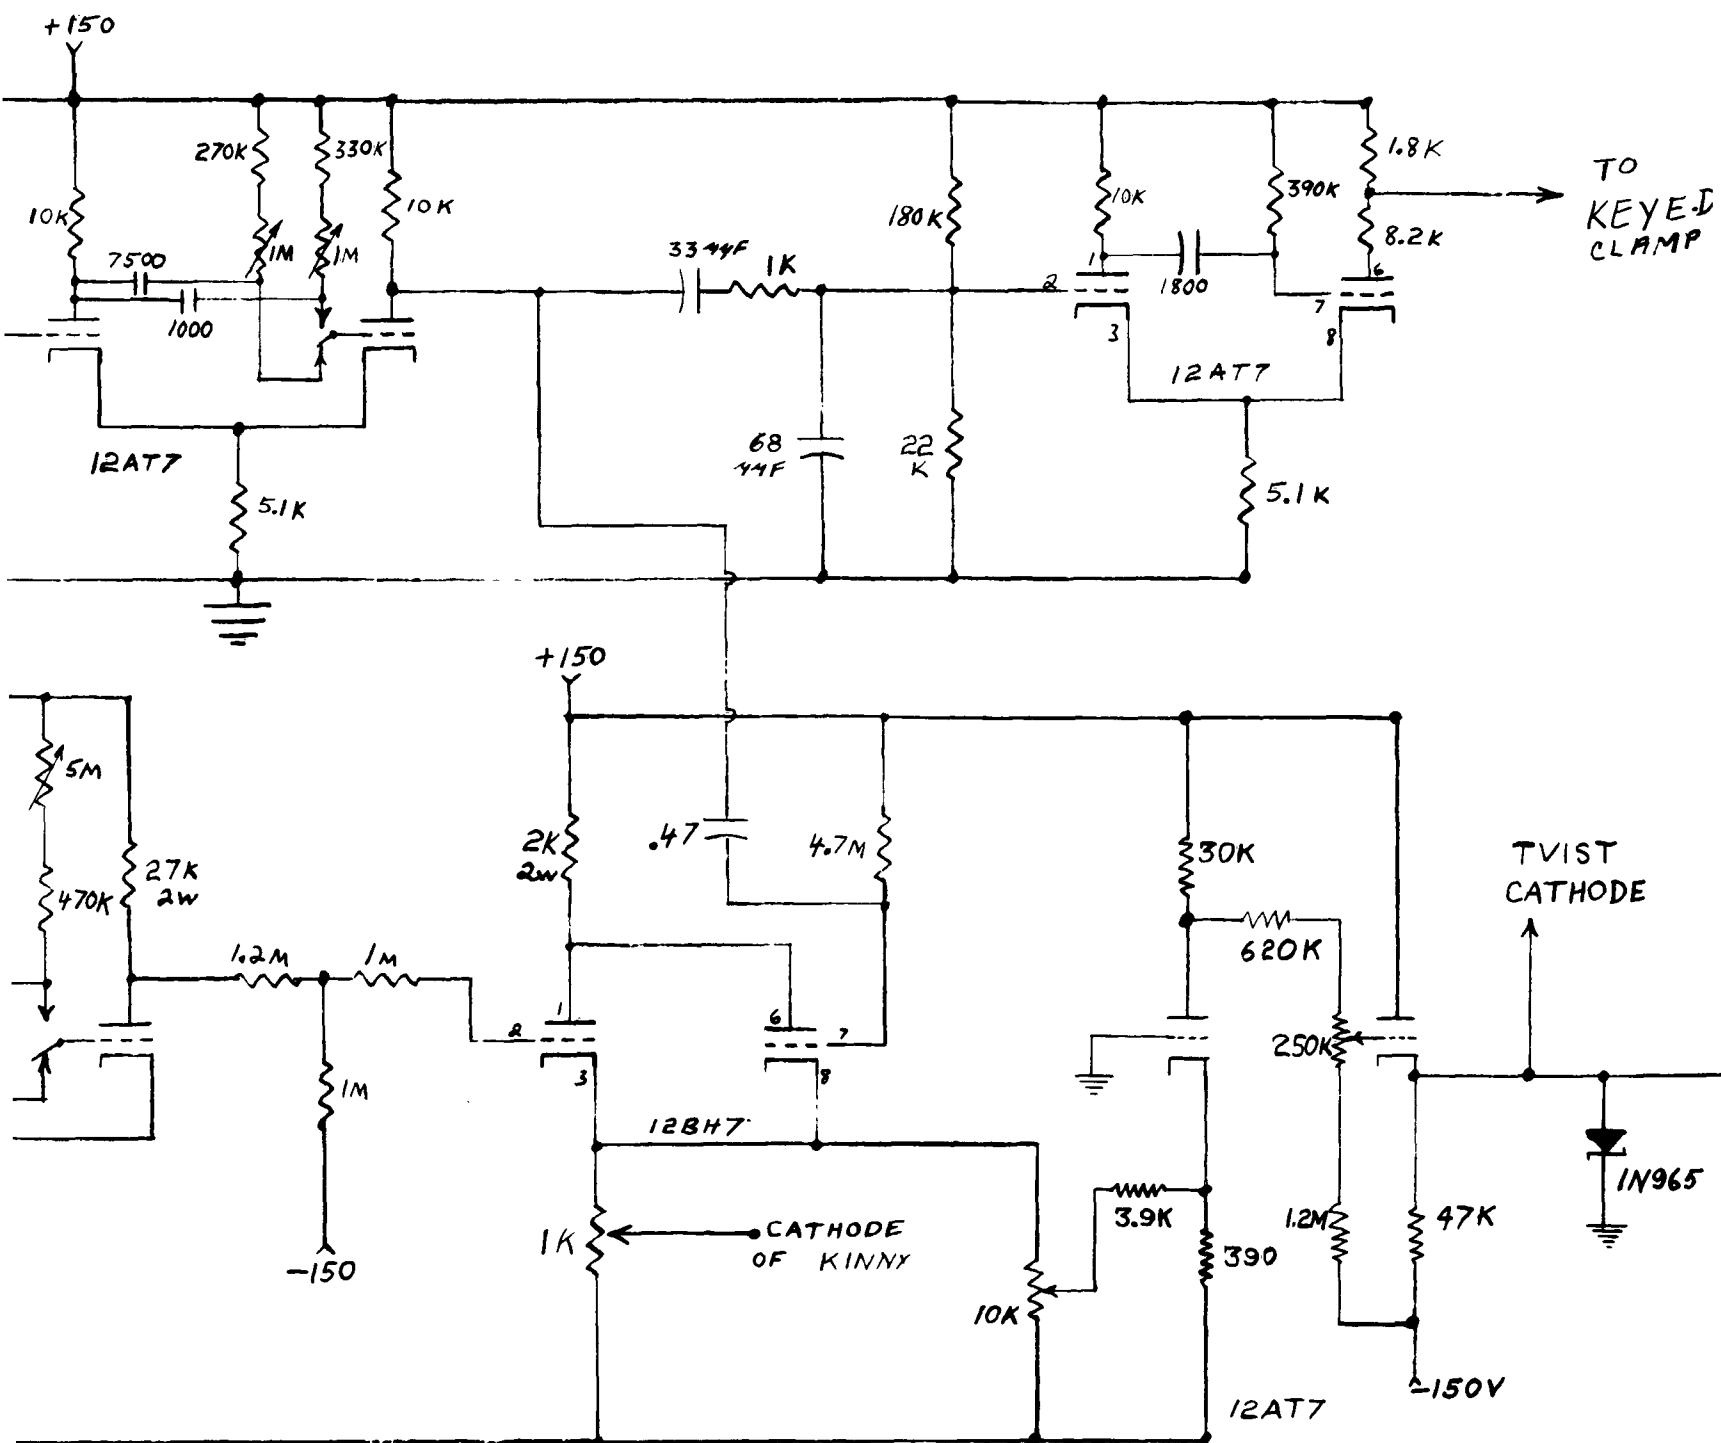 +150
270K
330K
1.8K
TO
KEYED
CLAMP
10K
10K
180K
10K
390K
8.2K
7500
1M
1M
33 µµF
1K
1
6
2
1800
7
1000
3
8
12AT7
12AT7
68
µµF
22
K
5.1K
5.1K
+150
5M
27K
2W
470K
2K
2W
.47
4.7M
30K
TVIST
CATHODE
620K
1.2M
1M
1
2
6
7
250K
3
8
1M
12BH7
1N965
3.9K
1.2M
47K
1K
CATHODE
OF KINNY
390
-150
10K
-150V
12AT7